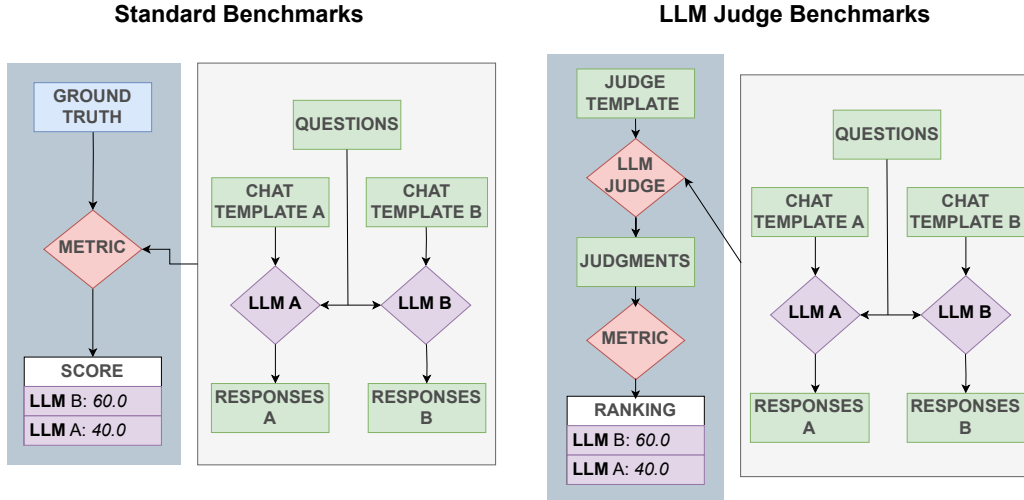 Standard Benchmarks
GROUND
TRUTH
METRIC
SCORE
LLM B: 60.0
LLM A: 40.0
QUESTIONS
CHAT
TEMPLATE A
CHAT
TEMPLATE B
LLM A
LLM B
RESPONSES
A
RESPONSES
B
LLM Judge Benchmarks
JUDGE
TEMPLATE
LLM
JUDGE
JUDGMENTS
METRIC
RANKING
LLM B: 60.0
LLM A: 40.0
QUESTIONS
CHAT
TEMPLATE A
CHAT
TEMPLATE B
LLM A
LLM B
RESPONSES
A
RESPONSES
B